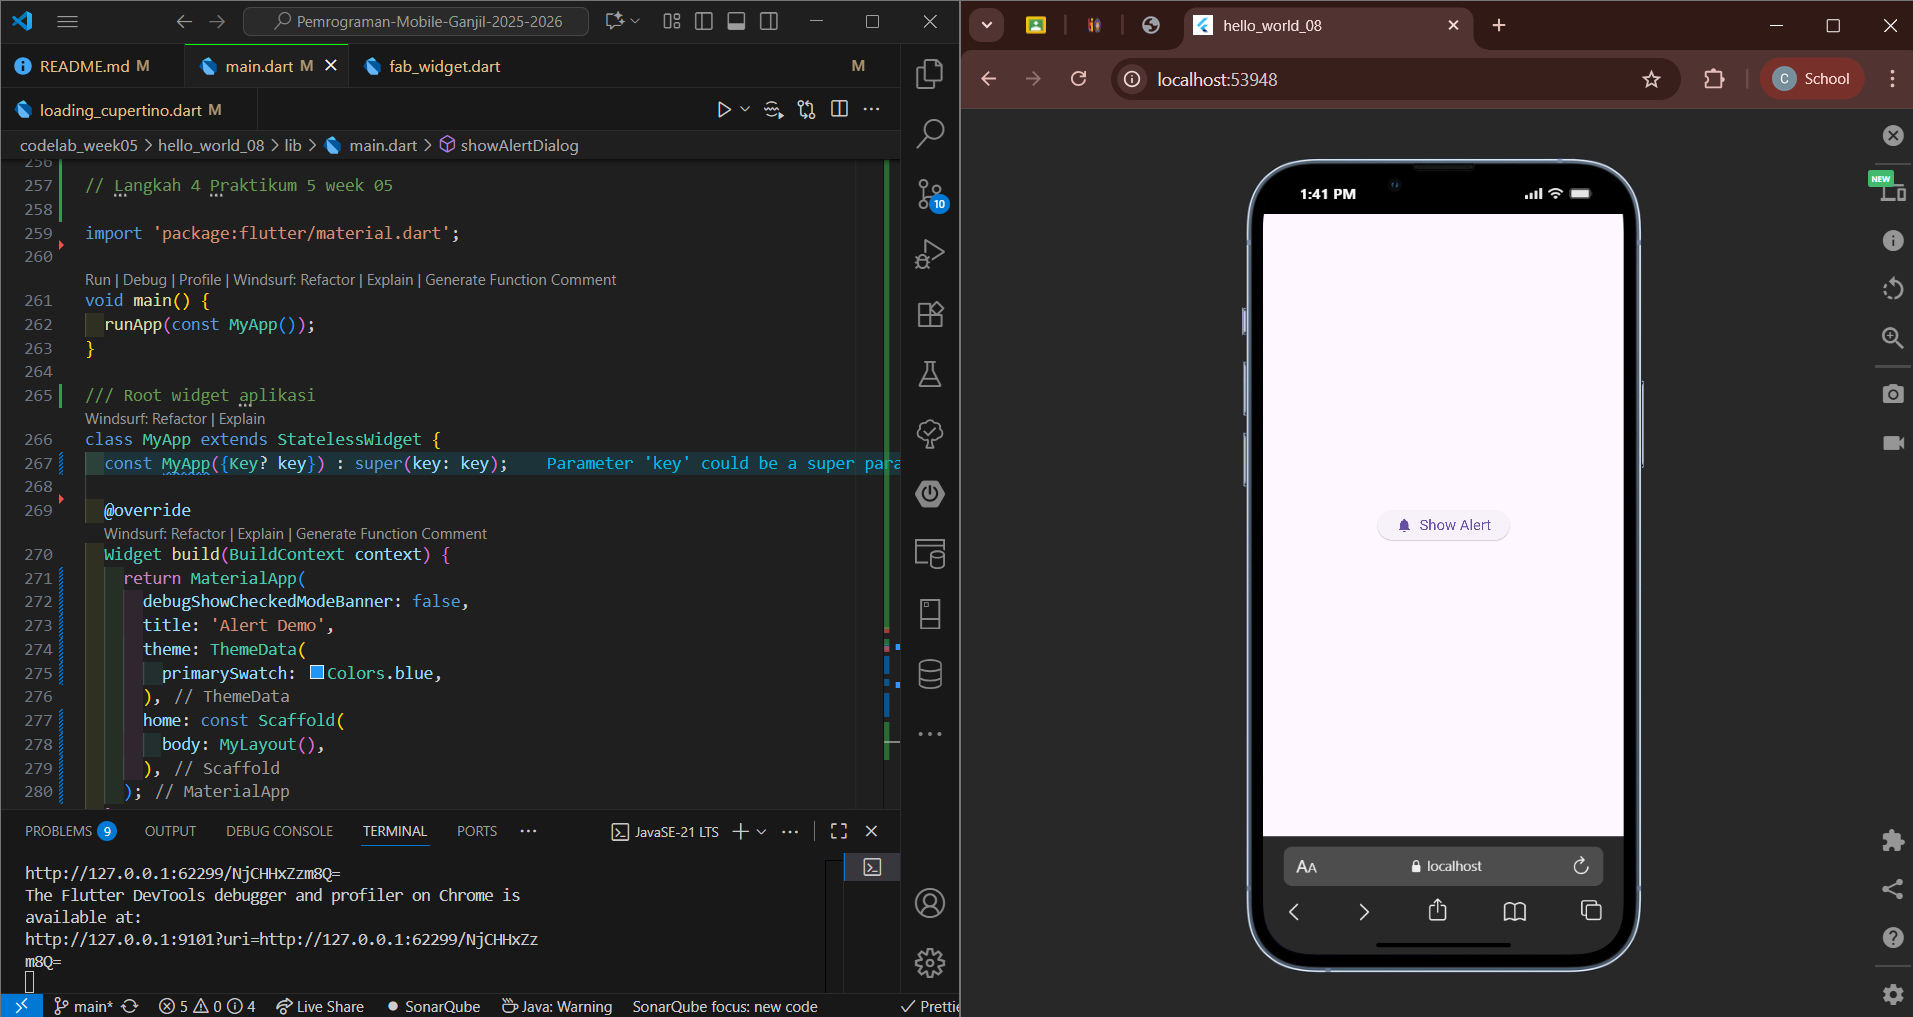 Pemrograman-Mobile-Ganjil-2025-2026
README.md M
main.dart M
fab_widget.dart
M
loading_cupertino.dart M
codelab_week05 > hello_world_08 > lib > main.dart > showAlertDialog
256
257 // Langkah 4 Praktikum 5 week 05
258
259 import 'package:flutter/material.dart';
260
Run | Debug | Profile | Windsurf: Refactor | Explain | Generate Function Comment
261 void main() {
262 runApp(const MyApp());
263 }
264
265 /// Root widget aplikasi
Windsurf: Refactor | Explain
266 class MyApp extends StatelessWidget {
267 const MyApp({Key? key}) : super(key: key); Parameter 'key' could be a super para
268
269 @override
Windsurf: Refactor | Explain | Generate Function Comment
270 Widget build(BuildContext context) {
271 return MaterialApp(
272 debugShowCheckedModeBanner: false,
273 title: 'Alert Demo',
274 theme: ThemeData(
275 primarySwatch: Colors.blue,
276 ), // ThemeData
277 home: const Scaffold(
278 body: MyLayout(),
279 ), // Scaffold
280 ); // MaterialApp
10
PROBLEMS 9 OUTPUT DEBUG CONSOLE TERMINAL PORTS
JavaSE-21 LTS
http://127.0.0.1:62299/NjCHHxZzm8Q=
The Flutter DevTools debugger and profiler on Chrome is
available at:
http://127.0.0.1:9101?uri=http://127.0.0.1:62299/NjCHHxZz
m8Q=
main* 5 0 4 Live Share SonarQube Java: Warning SonarQube focus: new code Prettie
hello_world_08
localhost:53948
C School
NEW
1:41 PM
Show Alert
AA localhost